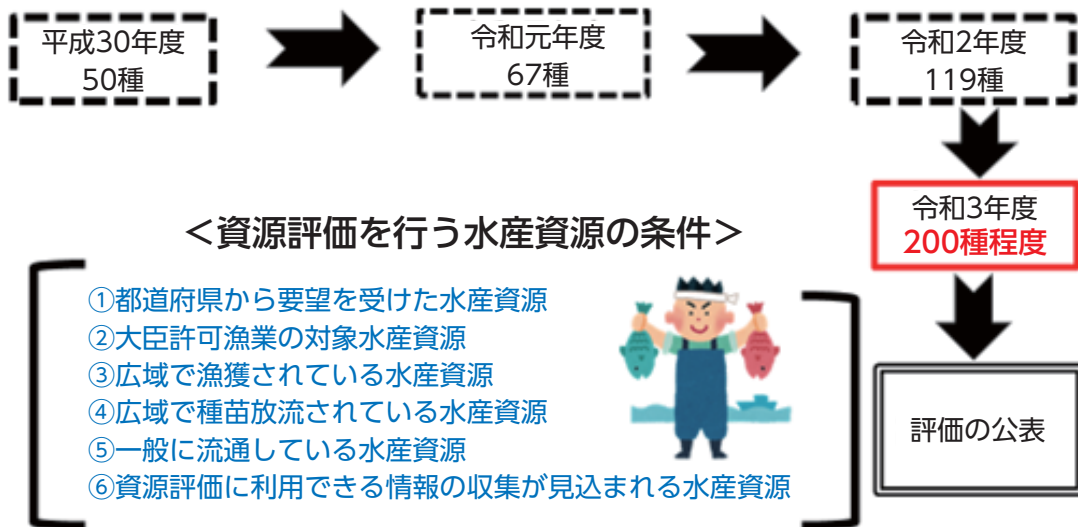 平成30年度
50種
令和元年度
67種
令和2年度
119種
令和3年度
200種程度
<資源評価を行う水産資源の条件>
①都道府県から要望を受けた水産資源
②大臣許可漁業の対象水産資源
③広域で漁獲されている水産資源
④広域で種苗放流されている水産資源
⑤一般に流通している水産資源
⑥資源評価に利用できる情報の収集が見込まれる水産資源
評価の公表